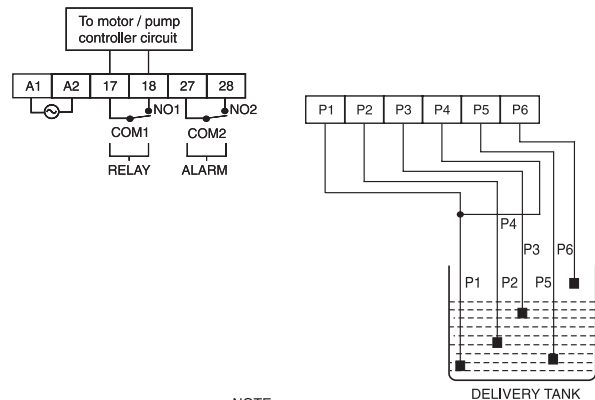 To motor / pump
controller circuit
A1 A2 17 18 27 28
NO1 NO2
COM1 COM2
RELAY ALARM
P1 P2 P3 P4 P5 P6
P4
P3 P6
P1 P2 P5
DELIVERY TANK